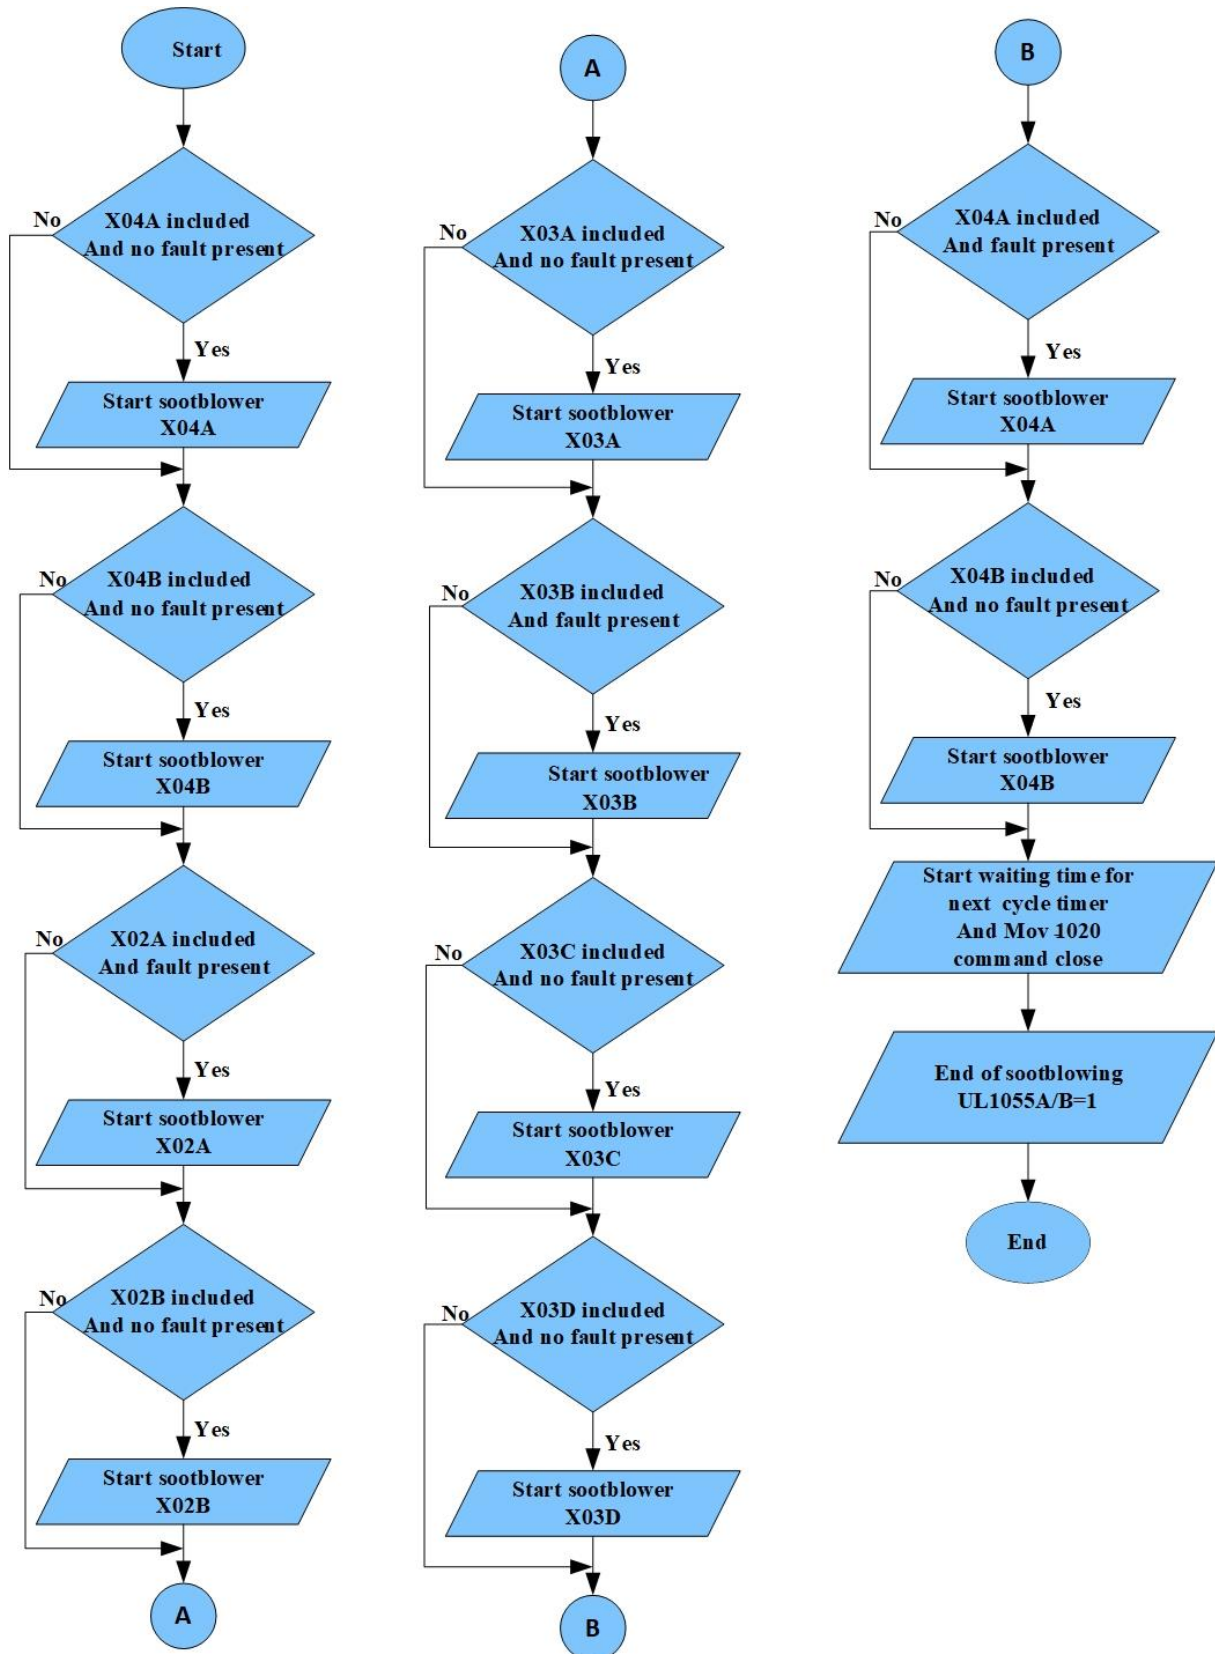 Start
No
X04A included
And no fault present
Yes
Start sootblower
X04A
No
X04B included
And no fault present
Yes
Start sootblower
X04B
No
X02A included
And fault present
Yes
Start sootblower
X02A
No
X02B included
And no fault present
Yes
Start sootblower
X02B
A
A
No
X03A included
And no fault present
Yes
Start sootblower
X03A
No
X03B included
And fault present
Yes
Start sootblower
X03B
No
X03C included
And no fault present
Yes
Start sootblower
X03C
No
X03D included
And no fault present
Yes
Start sootblower
X03D
B
B
No
X04A included
And fault present
Yes
Start sootblower
X04A
No
X04B included
And no fault present
Yes
Start sootblower
X04B
Start waiting time for
next cycle timer
And Mov-1020
command close
End of sootblowing
UL1055A/B=1
End